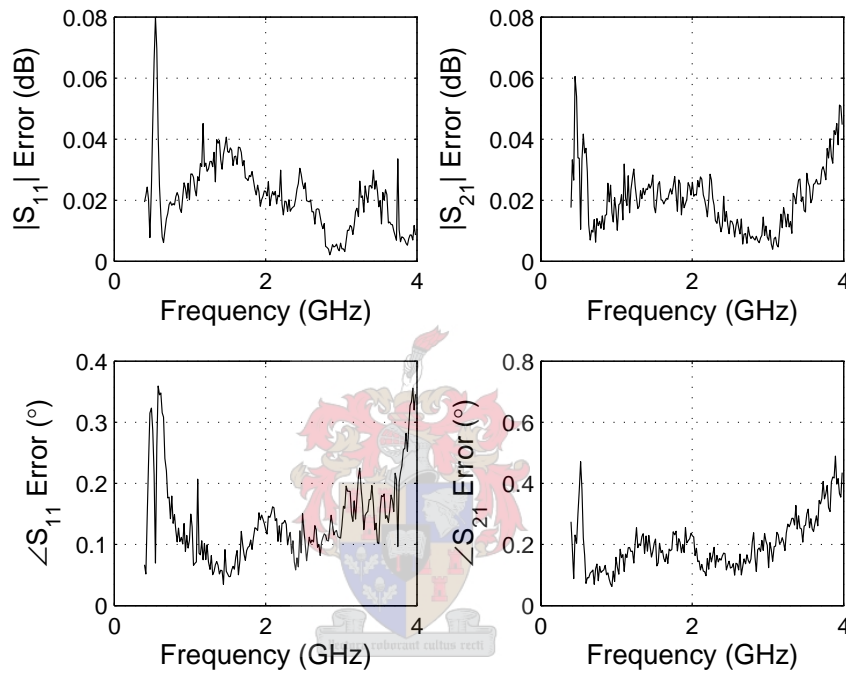 0.08
0.06
0.04
0.02
0
|S11| Error (dB)
0 2 4
Frequency (GHz)
0.08
0.06
0.04
0.02
0
|S21| Error (dB)
0 2 4
Frequency (GHz)
0.4
0.3
0.2
0.1
0
∠S11 Error (°)
0 2 4
Frequency (GHz)
0.8
0.6
0.4
0.2
0
∠S21 Error (°)
0 2 4
Frequency (GHz)
roborant cultus recti